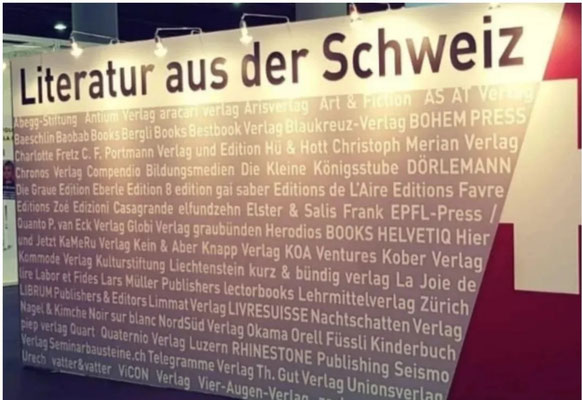 Literatur aus der Schweiz
Abegg-Stiftung Antium Verlag aracari verlag Arisverlag Art & Fiction AS AT Verlag
Baeschlin Baobab Books Bergli Books Bestbook Verlag Blaukreuz-Verlag BOHEM PRESS
Charlotte Fretz C. F. Portmann Verlag und Edition Hü & Hott Christoph Merian Verlag
Chronos Verlag Compendio Bildungsmedien Die Kleine Königsstube DÖRLEMANN
Die Graue Edition Eberle Edition 8 edition gai saber Editions de L'Aire Editions Favre
Editions Zoé Edizioni Casagrande elfundzehn Elster & Salis Frank EPFL-Press /
Quanto P. van Eck Verlag Globi Verlag graubünden Herodios BOOKS HELVETIQ Hier
und Jetzt KaMeRu Verlag Kein & Aber Knapp Verlag KOA Ventures Kober Verlag
Kommode Verlag Kulturstiftung Liechtenstein kurz & bündig verlag La Joie de
lire Labor et Fides Lars Müller Publishers lectorbooks Lehrmittelverlag Zürich
LIBRUM Publishers & Editors Limmat Verlag LIVRESUISSE Nachtschatten Verlag
Nagel & Kimche Noir sur blanc NordSüd Verlag Okama Orell Füssli Kinderbuch
piep verlag Quart Quaternio Verlag Luzern RHINESTONE Publishing Seismo
Verlag Seminarbausteine.ch Telegramme Verlag Th. Gut Verlag Unionsverlag
Urech vatter&vatter ViCON Verlag Vier-Augen-Verlag